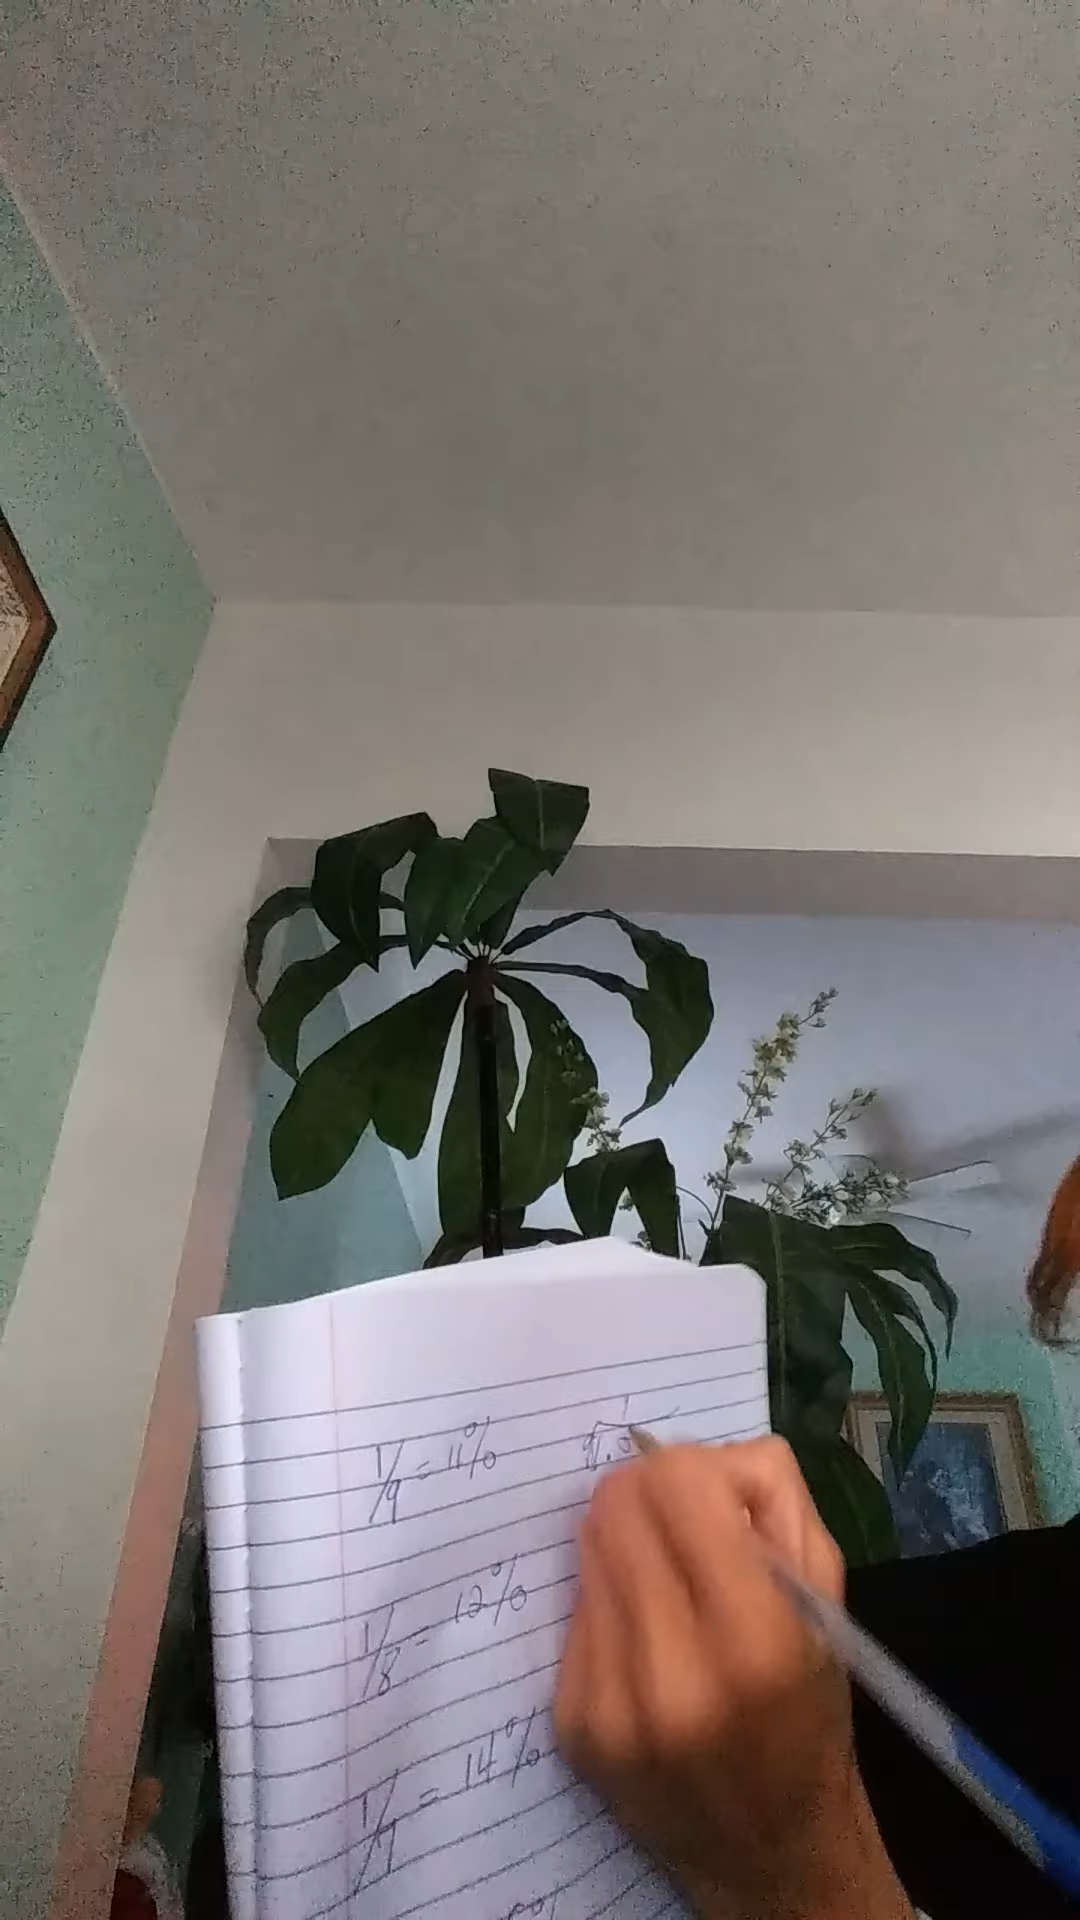 1/9 = 11%
1/8 = 12%
1/7 = 14%